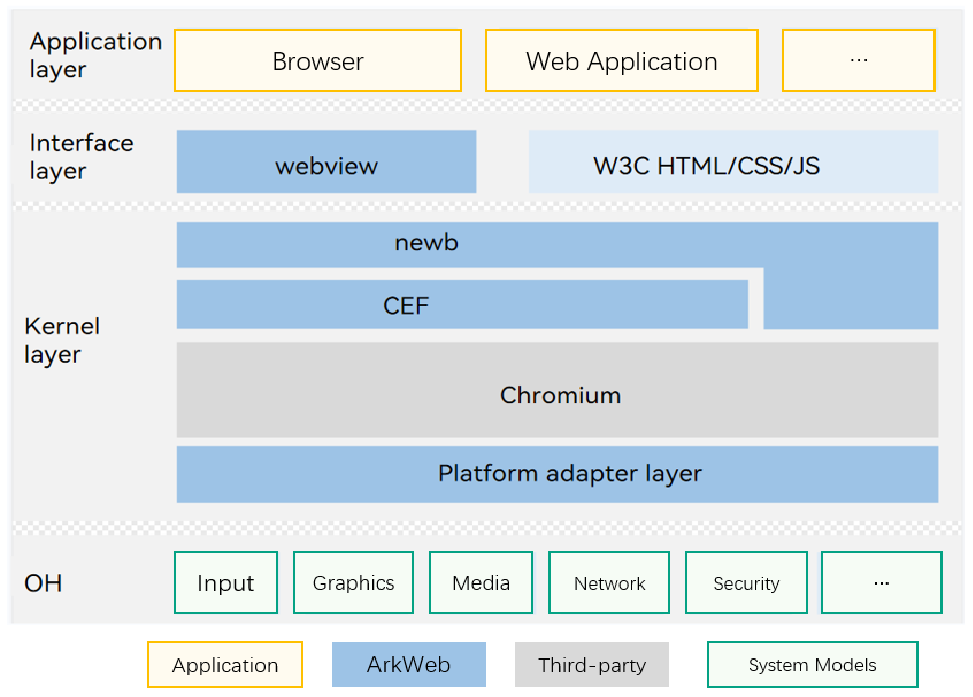 Application
layer
Browser
Web Application
...
Interface
layer
webview
W3C HTML/CSS/JS
newb
CEF
Kernel
layer
Chromium
Platform adapter layer
OH
Input
Graphics
Media
Network
Security
...
Application
ArkWeb
Third-party
System Models